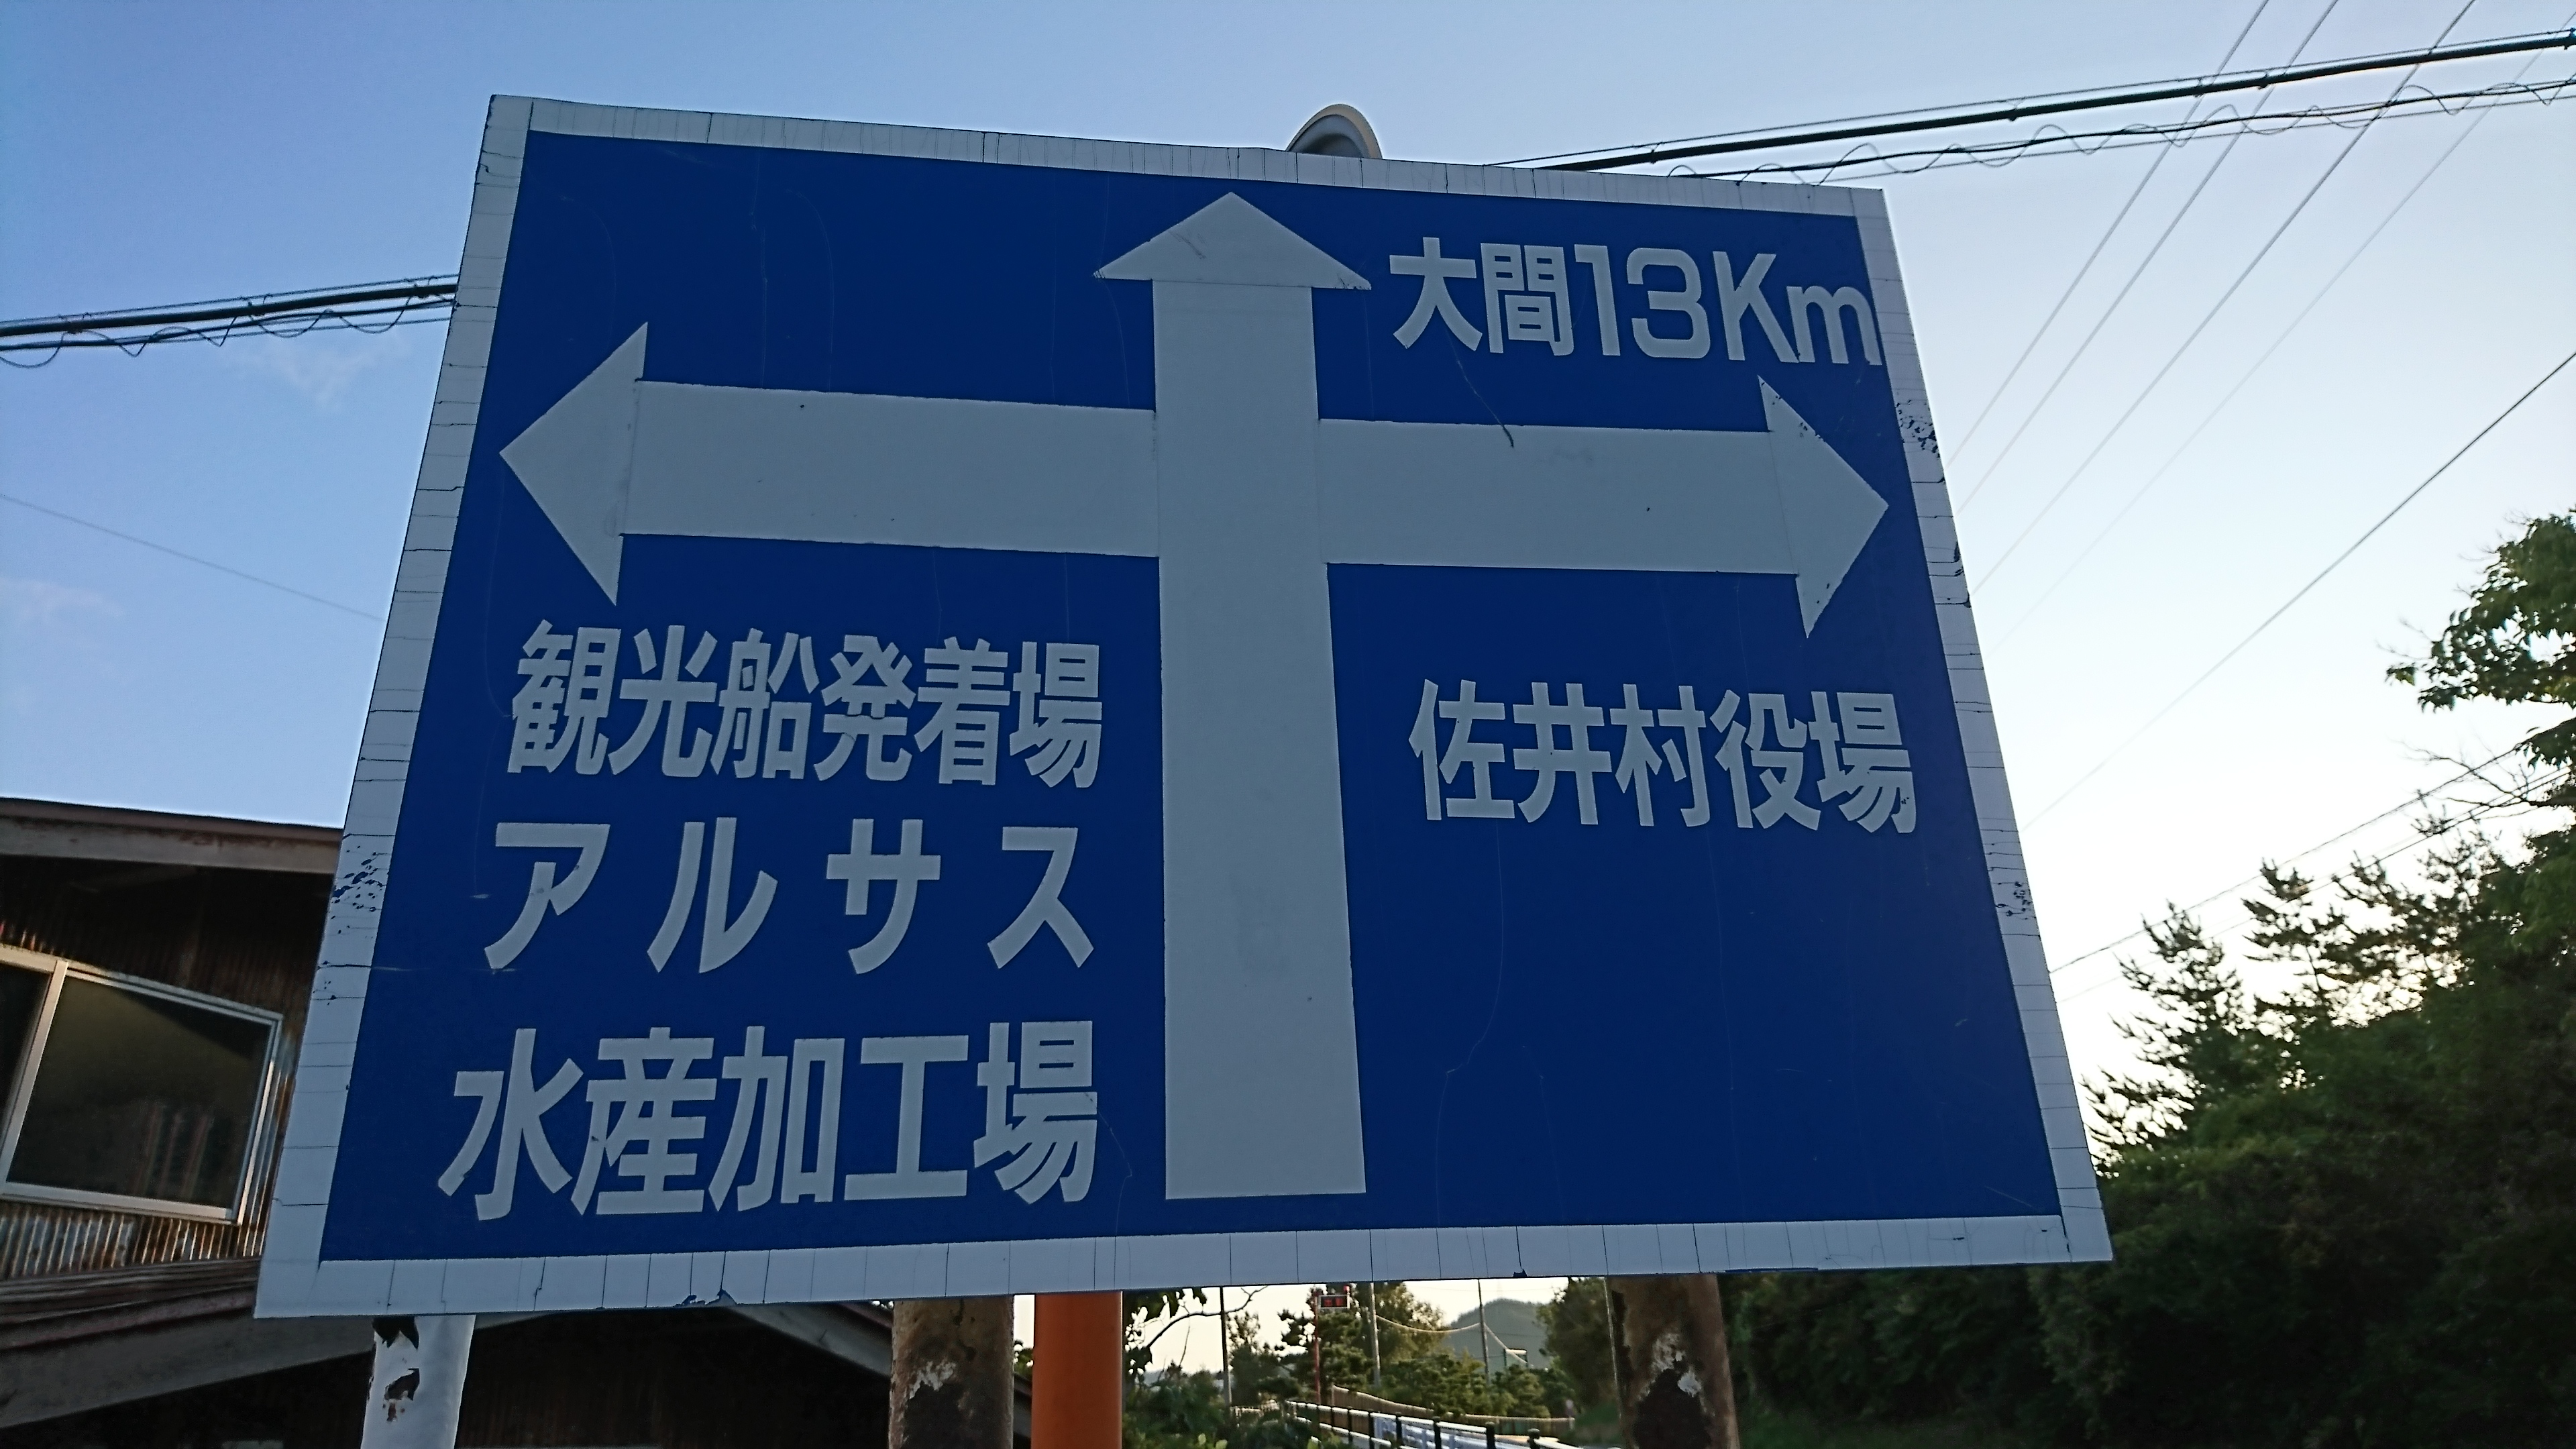 大間13Km
観光船発着場
アルサス
水産加工場
佐井村役場